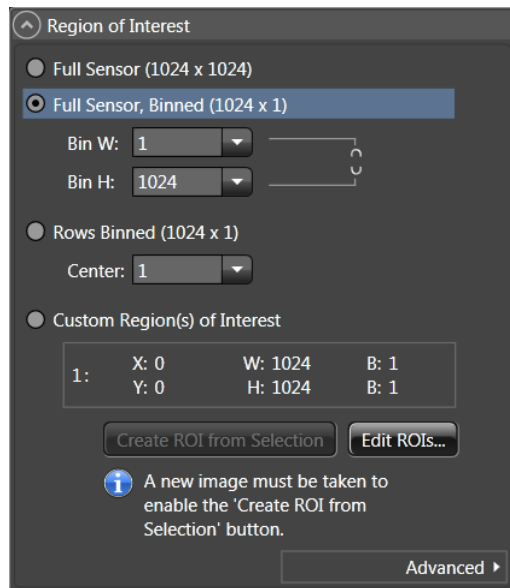 Region of Interest
Full Sensor (1024 x 1024)
Full Sensor, Binned (1024 x 1)
Bin W: 1
Bin H: 1024
Rows Binned (1024 x 1)
Center: 1
Custom Region(s) of Interest
1: X: 0 W: 1024 B: 1
Y: 0 H: 1024 B: 1
Create ROI from Selection Edit ROIs...
A new image must be taken to
enable the 'Create ROI from
Selection' button.
Advanced